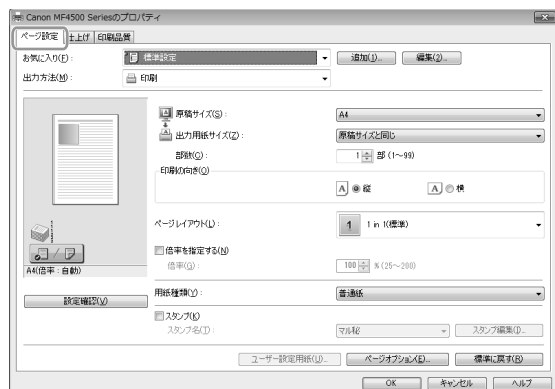 Canon MF4500 Seriesのプロパティ
ページ設定 仕上げ 印刷品質
お気に入り(F): 標準設定 追加(1)... 編集(2)...
出力方法(M): 印刷
原稿サイズ(S): A4
出力用紙サイズ(Z): 原稿サイズと同じ
部数(C): 1 部 (1~99)
印刷の向き(O)
A 縦 A 横
ページレイアウト(L): 1 1 in 1(標準)
倍率を指定する(N)
倍率(G): 100 % (25~200)
A4(倍率:自動)
設定確認(V)
用紙種類(Y): 普通紙
スタンプ(K)
スタンプ名(T): マル秘 スタンプ編集(I)...
ユーザー設定用紙(U)... ページオプション(E)... 標準に戻す(R)
OK キャンセル ヘルプ